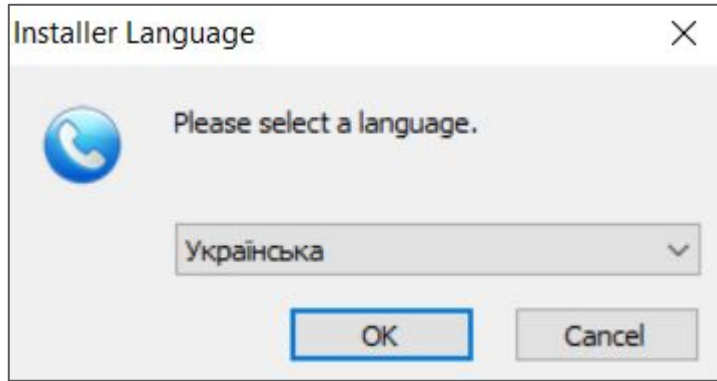 Installer Language
Please select a language.
Українська
OK Cancel